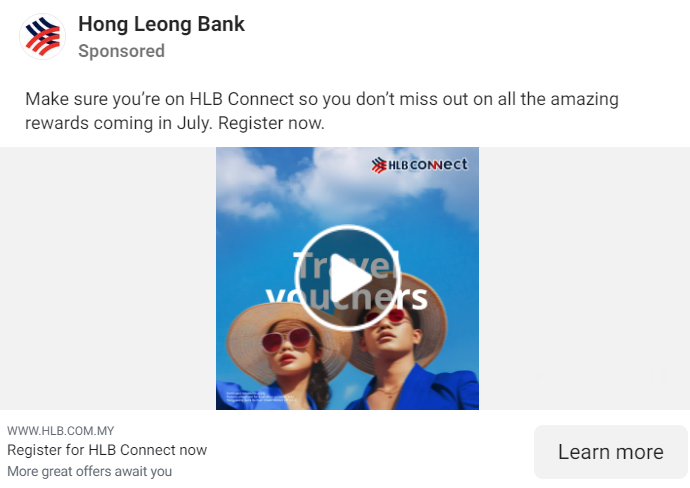 Hong Leong Bank
Sponsored
Make sure you’re on HLB Connect so you don’t miss out on all the amazing
rewards coming in July. Register now.
HLB CONNECT
Travel
vouchers
WWW.HLB.COM.MY
Register for HLB Connect now
More great offers await you
Learn more